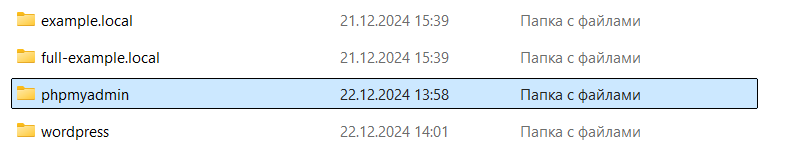 example.local 21.12.2024 15:39 Папка с файлами
full-example.local 21.12.2024 15:39 Папка с файлами
phpmyadmin 22.12.2024 13:58 Папка с файлами
wordpress 22.12.2024 14:01 Папка с файлами